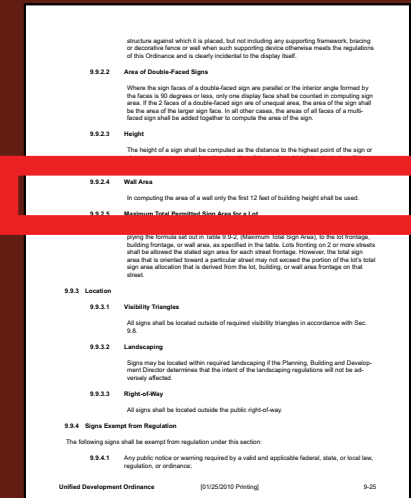 structure against which it is placed, but not including any supporting framework, bracing
or decorative fence or wall when such supporting device otherwise meets the regulations
of this Ordinance and is clearly incidental to the display itself.
9.9.2.2 Area of Double-Faced Signs
Where the sign faces of a double-faced sign are parallel or the interior angle formed by
the faces is 90 degrees or less, only one display face shall be counted in computing sign
area. If the 2 faces of a double-faced sign are of unequal area, the area of the sign shall
be the area of the larger sign face. In all other cases, the areas of all faces of a multi-
faced sign shall be added together to compute the area of the sign.
9.9.2.3 Height
The height of a sign shall be computed as the distance to the highest point of the sign or
9.9.2.4 Wall Area
In computing the area of a wall only the first 12 feet of building height shall be used.
9.9.2.5 Maximum Total Permitted Sign Area for a Lot
plying the formula set out in Table 9.9-2, (Maximum Total Sign Area), to the lot frontage,
building frontage, or wall area, as specified in the table. Lots fronting on 2 or more streets
shall be allowed the stated sign area for each street frontage. However, the total sign
area that is oriented toward a particular street may not exceed the portion of the lot's total
sign area allocation that is derived from the lot, building, or wall area frontage on that
street.
9.9.3 Location
9.9.3.1 Visibility Triangles
All signs shall be located outside of required visibility triangles in accordance with Sec.
9.8.
9.9.3.2 Landscaping
Signs may be located within required landscaping if the Planning, Building and Develop-
ment Director determines that the intent of the landscaping regulations will not be ad-
versely affected.
9.9.3.3 Right-of-Way
All signs shall be located outside the public right-of-way.
9.9.4 Signs Exempt from Regulation
The following signs shall be exempt from regulation under this section:
9.9.4.1 Any public notice or warning required by a valid and applicable federal, state, or local law,
regulation, or ordinance;
Unified Development Ordinance [01/25/2010 Printing] 9-25